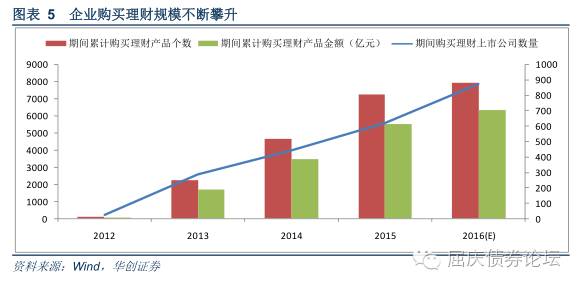 图表 5 企业购买理财规模不断攀升
期间累计购买理财产品个数 期间累计购买理财产品金额（亿元） 期间购买理财上市公司数量
9000 1000
8000 900
7000 800
6000 700
5000 600
4000 500
3000 400
2000 300
1000 200
0 100
0
2012 2013 2014 2015 2016(E)
资料来源：Wind，华创证券
屈庆债券论坛